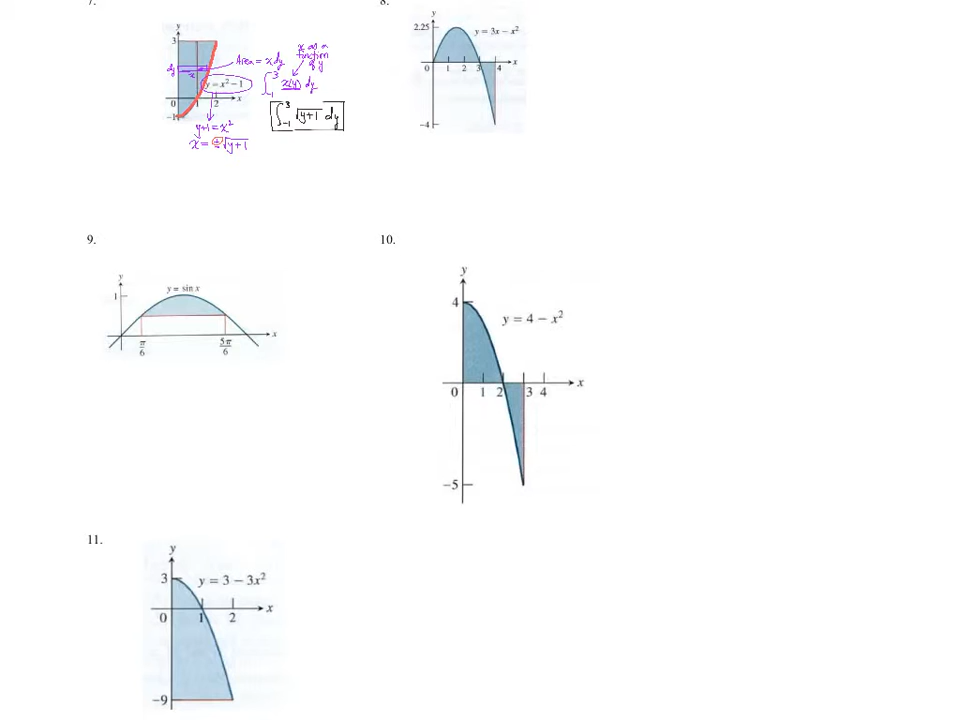 7.
8.
y
3
dy
x
Area = x dy
x as a
function
of y
∫₋₁³ x(y) dy
y = x² − 1
0 1 2 x
−1
∫₋₁³ √y+1 dy
y+1 = x²
x = ±√y+1
y
2.25
y = 3x − x²
0 1 2 3 4 x
−4
9.
y
1
y = sin x
x
π/6
5π/6
10.
y
4
y = 4 − x²
0 1 2 3 4 x
−5
11.
y
3
y = 3 − 3x²
0 1 2 x
−9